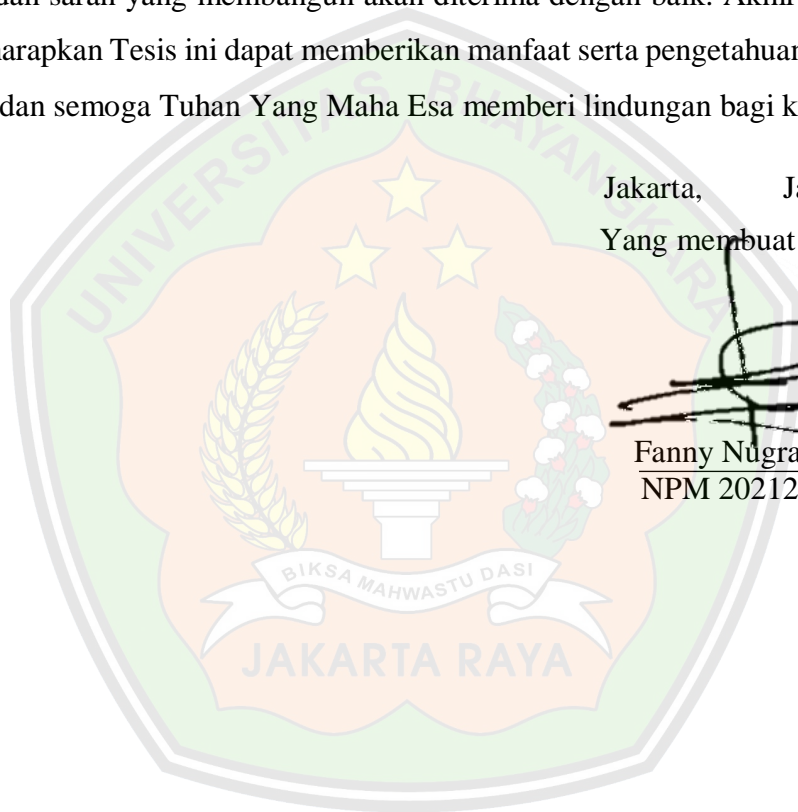 dan saran yang membangun akan diterima dengan baik. Akhir
harapkan Tesis ini dapat memberikan manfaat serta pengetahuan
dan semoga Tuhan Yang Maha Esa memberi lindungan bagi k
Jakarta, Ja
Yang membuat
Fanny Nugra
NPM 20212
UNIVERSITAS BHAYANGKARA
BIKSA MAHWASTU DASI
JAKARTA RAYA